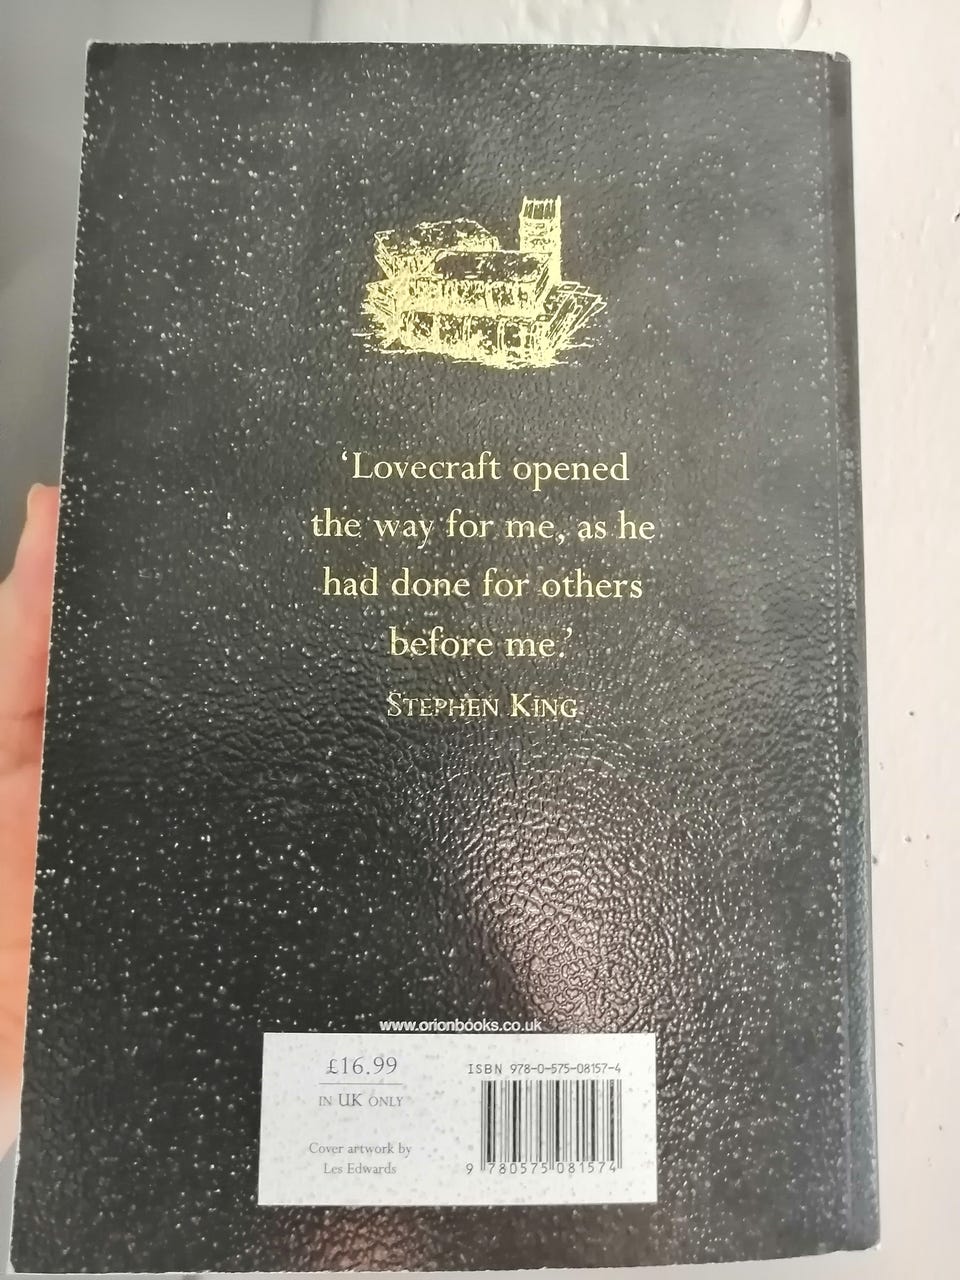 ‘Lovecraft opened
the way for me, as he
had done for others
before me.’
STEPHEN KING
www.orionbooks.co.uk
£16.99
IN UK ONLY
Cover artwork by
Les Edwards
ISBN 978-0-575-08157-4
9 780575 081574